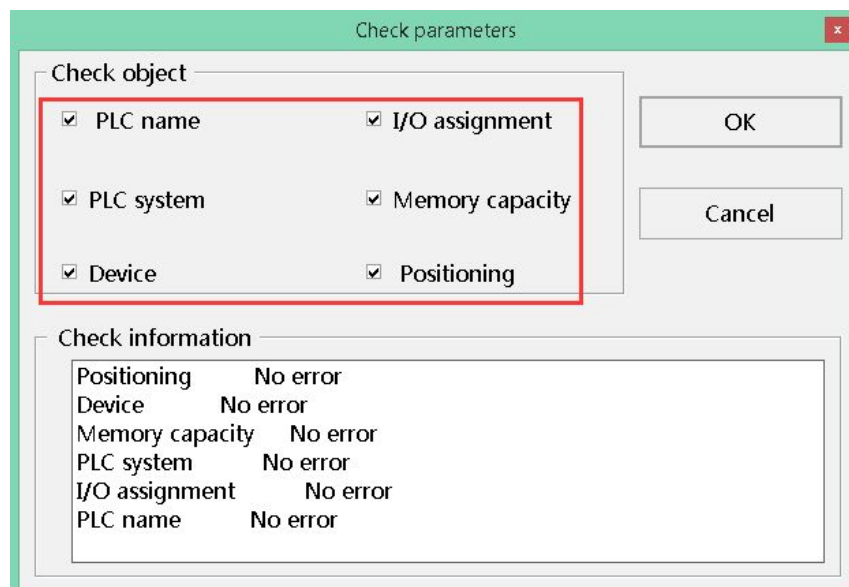 Check parameters
x
Check object
PLC name I/O assignment
OK
PLC system Memory capacity
Cancel
Device Positioning
Check information
Positioning No error
Device No error
Memory capacity No error
PLC system No error
I/O assignment No error
PLC name No error